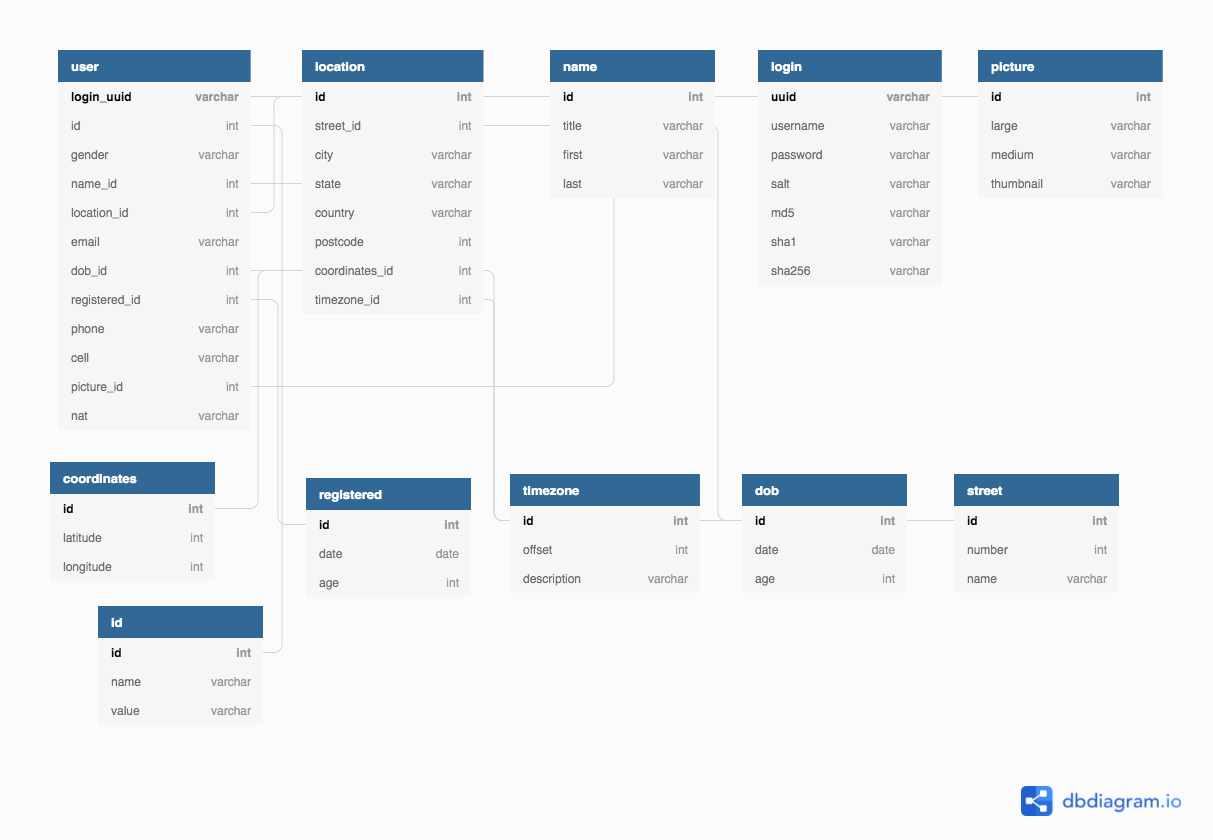 user
login_uuid varchar
id int
gender varchar
name_id int
location_id int
email varchar
dob_id int
registered_id int
phone varchar
cell varchar
picture_id int
nat varchar
location
id int
street_id int
city varchar
state varchar
country varchar
postcode int
coordinates_id int
timezone_id int
name
id int
title varchar
first varchar
last varchar
login
uuid varchar
username varchar
password varchar
salt varchar
md5 varchar
sha1 varchar
sha256 varchar
picture
id int
large varchar
medium varchar
thumbnail varchar
coordinates
id int
latitude int
longitude int
registered
id int
date date
age int
timezone
id int
offset int
description varchar
dob
id int
date date
age int
street
id int
number int
name varchar
id
id int
name varchar
value varchar
dbdiagram.io